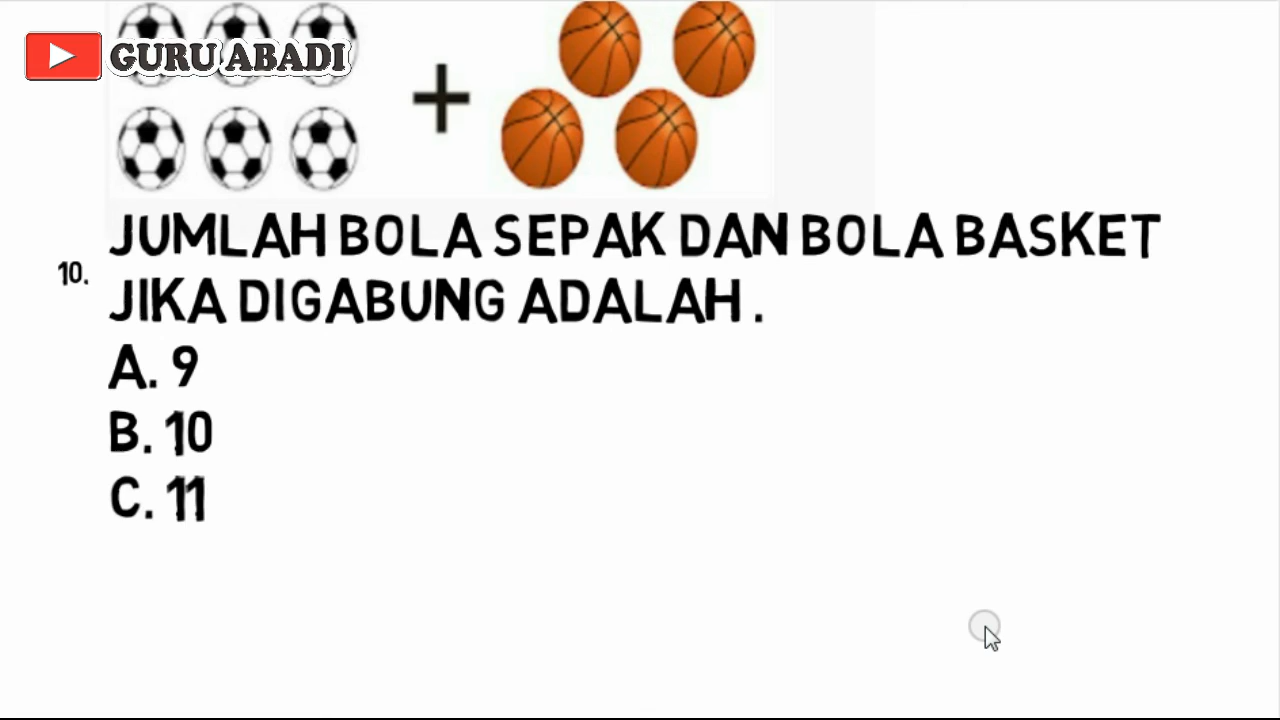 GURU ABADI
+
JUMLAH BOLA SEPAK DAN BOLA BASKET
10.
JIKA DIGABUNG ADALAH .
A. 9
B. 10
C. 11